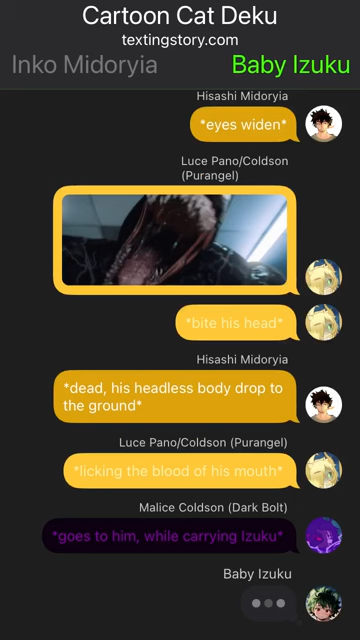 Cartoon Cat Deku
textingstory.com
Inko Midoryia
Baby Izuku
Hisashi Midoryia
*eyes widen*
Luce Pano/Coldson
(Purangel)
*bite his head*
Hisashi Midoryia
*dead, his headless body drop to
the ground*
Luce Pano/Coldson (Purangel)
*licking the blood of his mouth*
Malice Coldson (Dark Bolt)
*goes to him, while carrying Izuku*
Baby Izuku